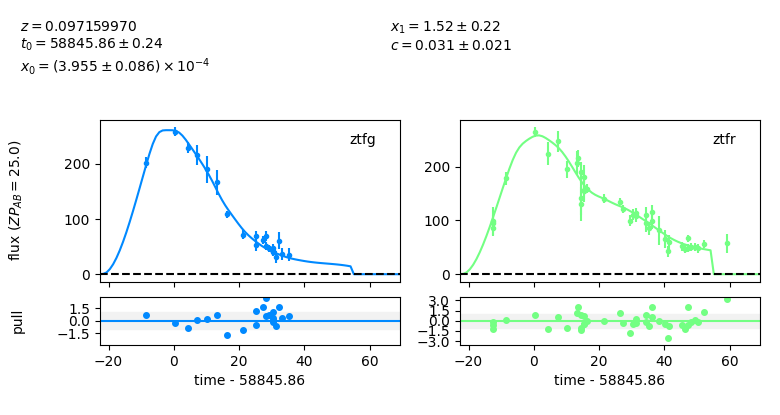 z = 0.097159970
t₀ = 58845.86 ± 0.24
x₀ = (3.955 ± 0.086) × 10⁻⁴
x₁ = 1.52 ± 0.22
c = 0.031 ± 0.021
flux (ZP_AB = 25.0)
200
100
0
ztfg
200
100
0
ztfr
pull
1.5
0.0
−1.5
−20 0 20 40 60
time - 58845.86
3.0
1.5
0.0
−1.5
−3.0
−20 0 20 40 60
time - 58845.86